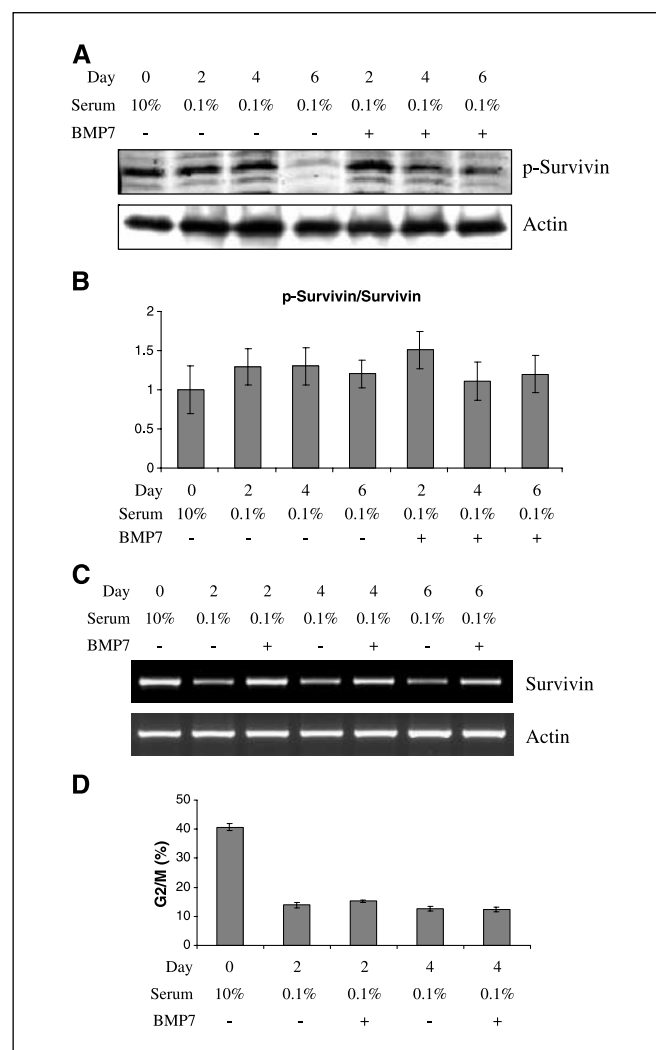 A
Day 0 2 4 6 2 4 6
Serum 10% 0.1% 0.1% 0.1% 0.1% 0.1% 0.1%
BMP7 - - - - + + +
p-Survivin
Actin
B
p-Survivin/Survivin
2
1.5
1
0.5
0
Day 0 2 4 6 2 4 6
Serum 10% 0.1% 0.1% 0.1% 0.1% 0.1% 0.1%
BMP7 - - - - + + +
C
Day 0 2 2 4 4 6 6
Serum 10% 0.1% 0.1% 0.1% 0.1% 0.1% 0.1%
BMP7 - - + - + - +
Survivin
Actin
D
G2/M (%)
50
40
30
20
10
0
Day 0 2 2 4 4
Serum 10% 0.1% 0.1% 0.1% 0.1%
BMP7 - - + - +